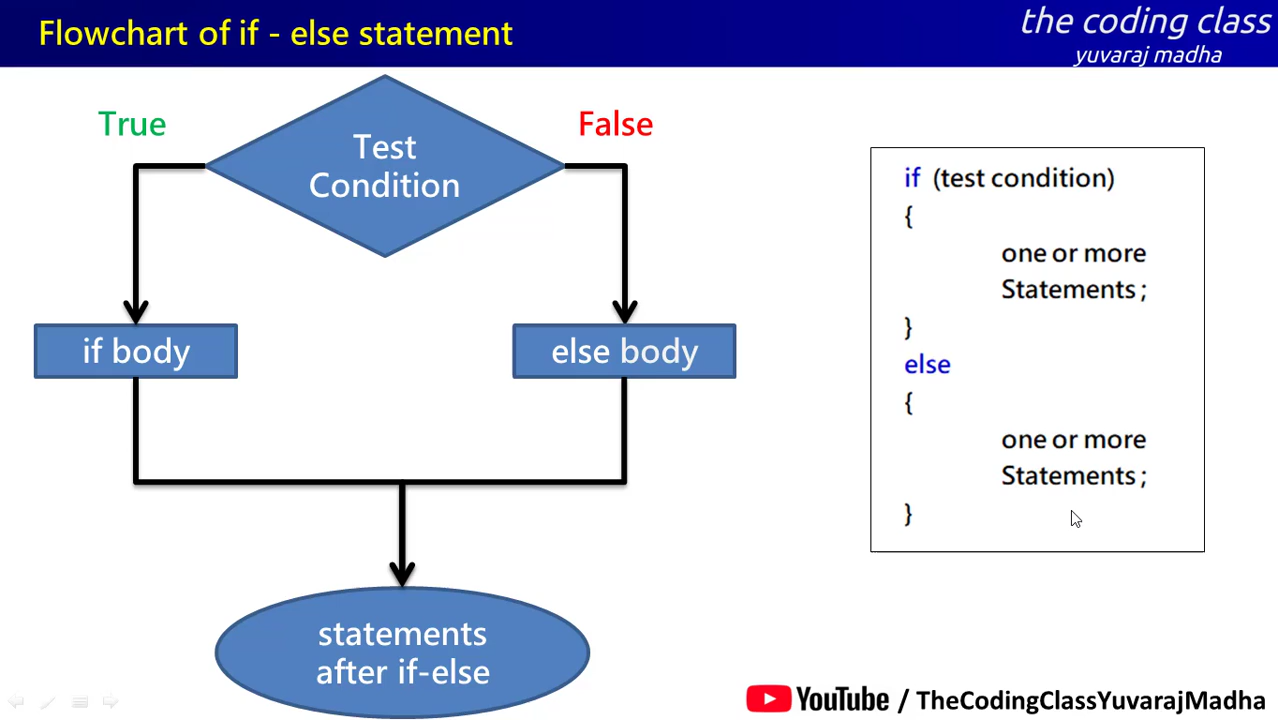 Flowchart of if - else statement
the coding class
yuvaraj madha
True
False
Test
Condition
if body
else body
statements
after if-else
if (test condition)
{
one or more
Statements ;
}
else
{
one or more
Statements ;
}
YouTube / TheCodingClassYuvarajMadha